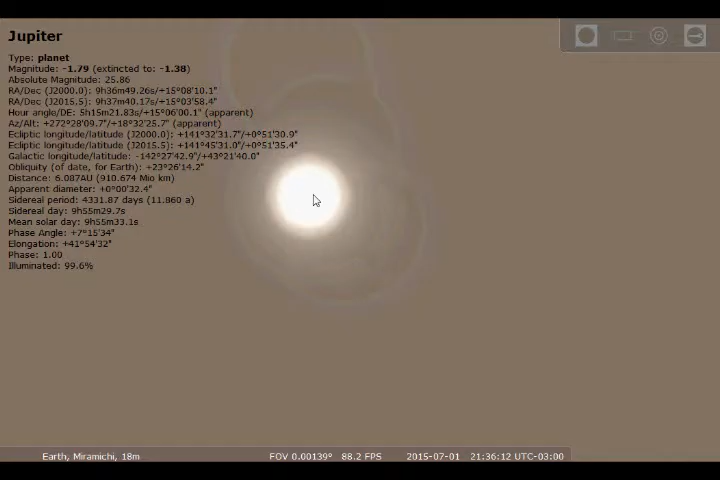 Jupiter
Type: planet
Magnitude: -1.79 (extincted to: -1.38)
Absolute Magnitude: 25.86
RA/Dec (J2000.0): 9h36m49.26s/+15°08'10.1"
RA/Dec (J2015.5): 9h37m40.17s/+15°03'58.4"
Hour angle/DE: 5h15m21.83s/+15°06'00.1" (apparent)
Az/Alt: +272°28'09.7"/+18°32'25.7" (apparent)
Ecliptic longitude/latitude (J2000.0): +141°32'31.7"/+0°51'30.9"
Ecliptic longitude/latitude (J2015.5): +141°45'31.0"/+0°51'35.4"
Galactic longitude/latitude: -142°27'42.9"/+43°21'40.0"
Obliquity (of date, for Earth): +23°26'14.2"
Distance: 6.087AU (910.674 Mio km)
Apparent diameter: +0°00'32.4"
Sidereal period: 4331.87 days (11.860 a)
Sidereal day: 9h55m29.7s
Mean solar day: 9h55m33.1s
Phase Angle: +7°15'34"
Elongation: +41°54'32"
Phase: 1.00
Illuminated: 99.6%
Earth, Miramichi, 18m FOV 0.00139° 88.2 FPS 2015-07-01 21:36:12 UTC-03:00